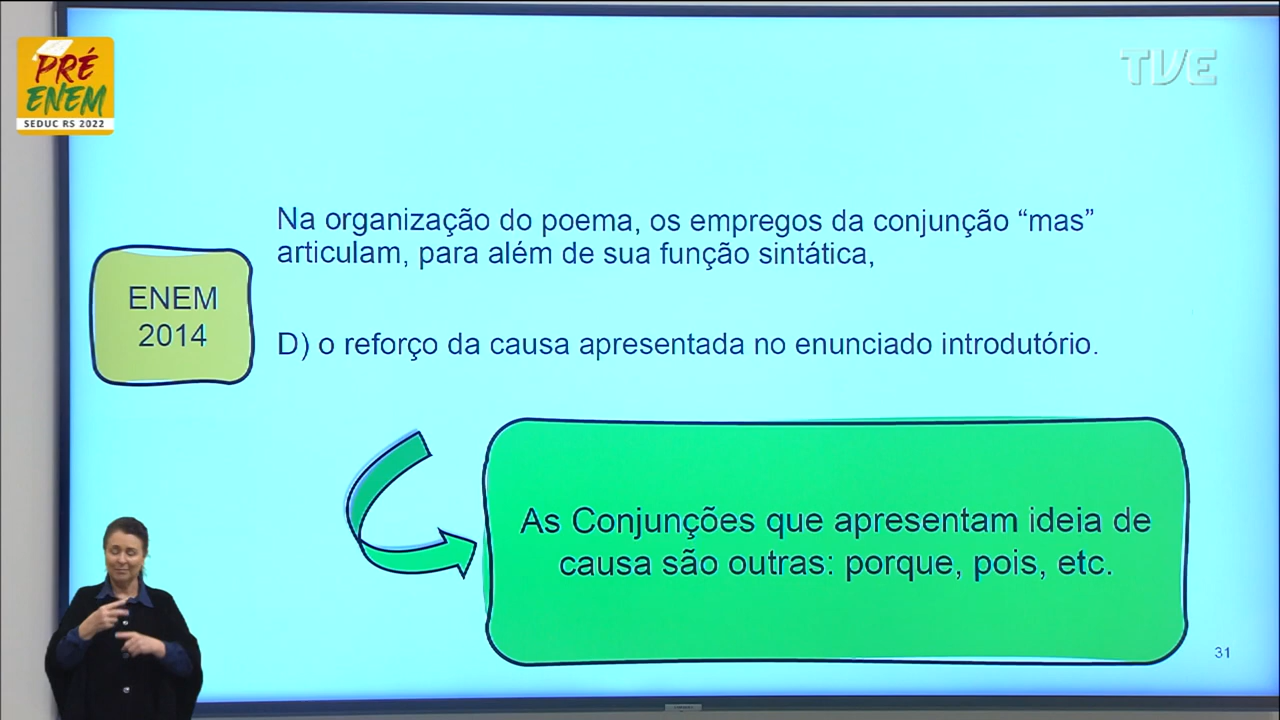 PRÉ
ENEM
SEDUC RS 2022
TVE
Na organização do poema, os empregos da conjunção “mas”
articulam, para além de sua função sintática,
ENEM
2014
D) o reforço da causa apresentada no enunciado introdutório.
As Conjunções que apresentam ideia de
causa são outras: porque, pois, etc.
31